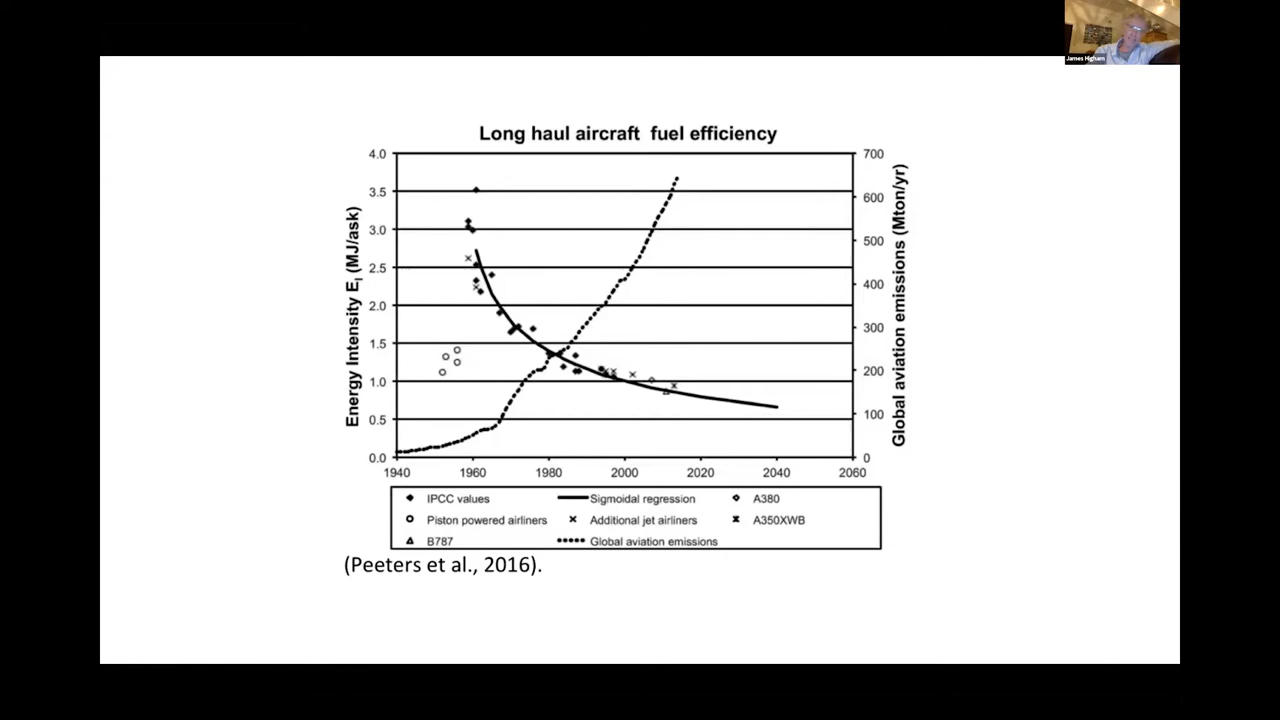 James Higham
Long haul aircraft fuel efficiency
Energy Intensity EI (MJ/ask)
4.0
3.5
3.0
2.5
2.0
1.5
1.0
0.5
0.0
700
600
500
400
300
200
100
0
Global aviation emissions (Mton/yr)
1940 1960 1980 2000 2020 2040 2060
IPCC values Sigmoidal regression A380
Piston powered airliners Additional jet airliners A350XWB
B787 Global aviation emissions
(Peeters et al., 2016).